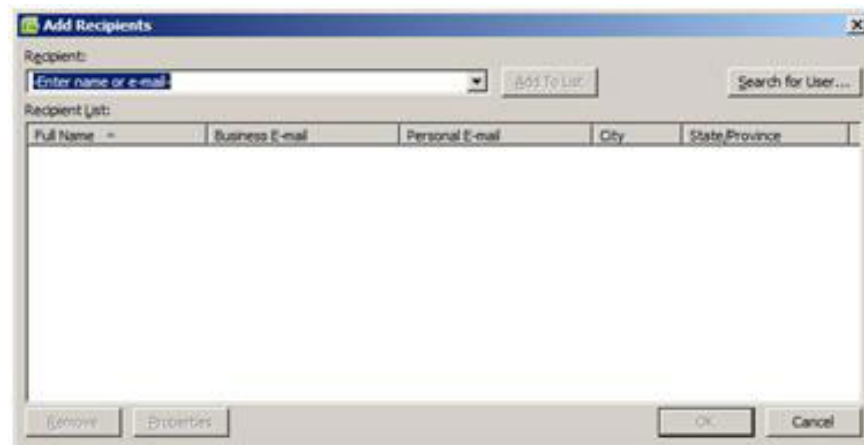 Add Recipients
Recipient:
-Enter name or e-mail-
Add To List
Search for User...
Recipient List:
Full Name
Business E-mail
Personal E-mail
City
State/Province
Remove
Properties
OK
Cancel